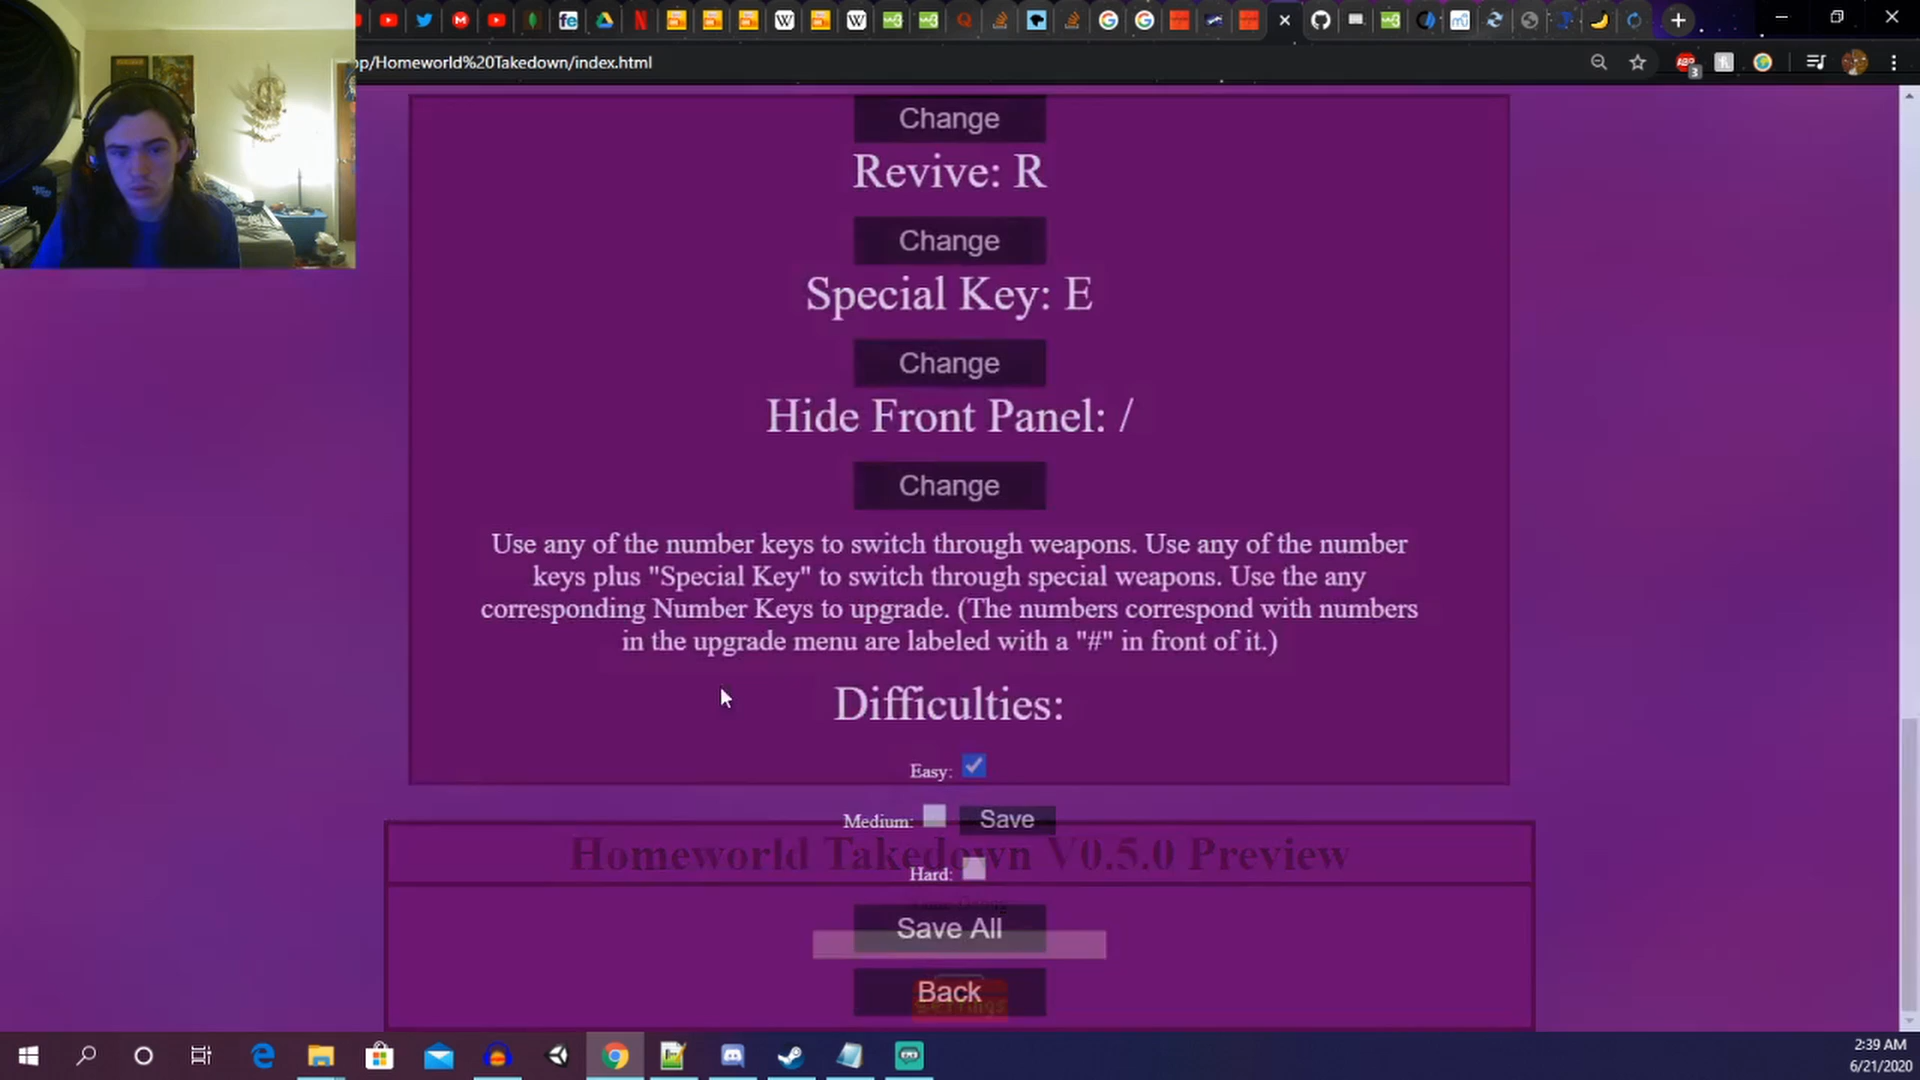 op/Homeworld%20Takedown/index.html
Change
Revive: R
Change
Special Key: E
Change
Hide Front Panel: /
Change
Use any of the number keys to switch through weapons. Use any of the number
keys plus "Special Key" to switch through special weapons. Use the any
corresponding Number Keys to upgrade. (The numbers correspond with numbers
in the upgrade menu are labeled with a "#" in front of it.)
Difficulties:
Easy:
Medium: Save
Homeworld Takedown V0.5.0 Preview
Hard:
Save All
Back
Settings
2:39 AM
6/21/2020